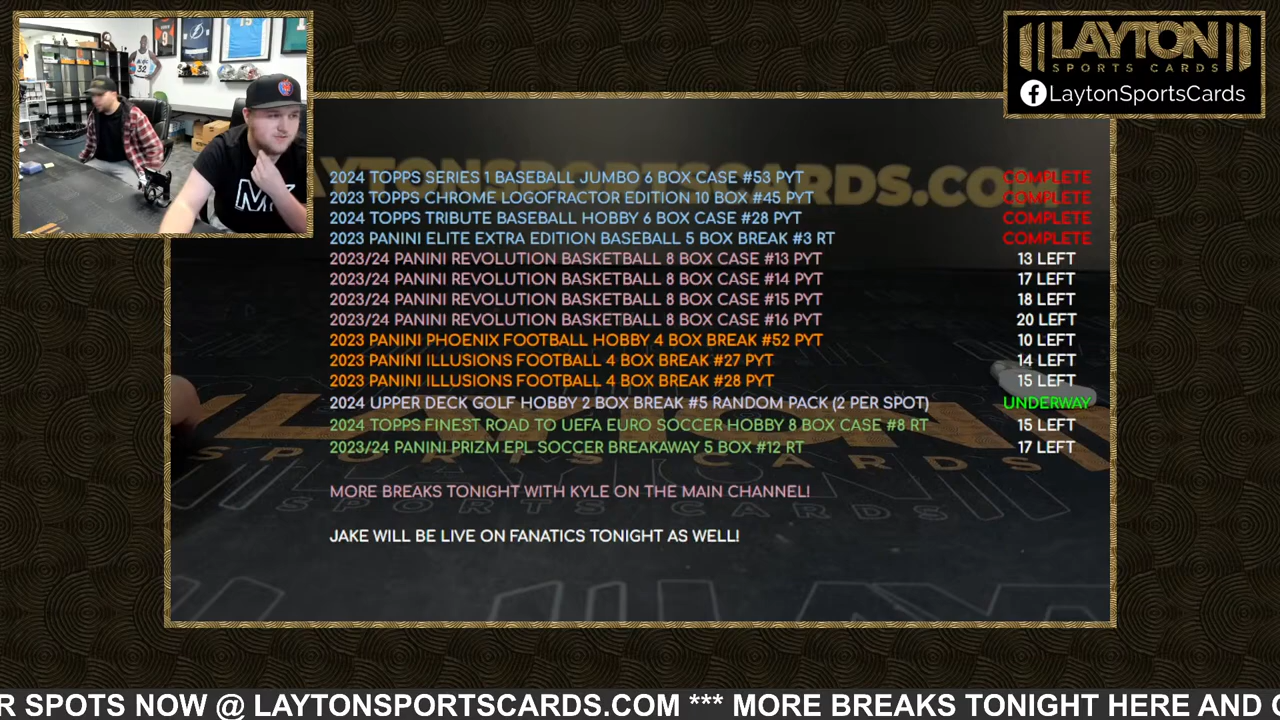 LAYTON
SPORTS CARDS
LaytonSportsCards
AYTONSPORTSCARDS.CO
2024 TOPPS SERIES 1 BASEBALL JUMBO 6 BOX CASE #53 PYT COMPLETE
2023 TOPPS CHROME LOGOFRACTOR EDITION 10 BOX #45 PYT COMPLETE
2024 TOPPS TRIBUTE BASEBALL HOBBY 6 BOX CASE #28 PYT COMPLETE
2023 PANINI ELITE EXTRA EDITION BASEBALL 5 BOX BREAK #3 RT COMPLETE
2023/24 PANINI REVOLUTION BASKETBALL 8 BOX CASE #13 PYT 13 LEFT
2023/24 PANINI REVOLUTION BASKETBALL 8 BOX CASE #14 PYT 17 LEFT
2023/24 PANINI REVOLUTION BASKETBALL 8 BOX CASE #15 PYT 18 LEFT
2023/24 PANINI REVOLUTION BASKETBALL 8 BOX CASE #16 PYT 20 LEFT
2023 PANINI PHOENIX FOOTBALL HOBBY 4 BOX BREAK #52 PYT 10 LEFT
2023 PANINI ILLUSIONS FOOTBALL 4 BOX BREAK #27 PYT 14 LEFT
2023 PANINI ILLUSIONS FOOTBALL 4 BOX BREAK #28 PYT 15 LEFT
2024 UPPER DECK GOLF HOBBY 2 BOX BREAK #5 RANDOM PACK (2 PER SPOT) UNDERWAY
2024 TOPPS FINEST ROAD TO UEFA EURO SOCCER HOBBY 8 BOX CASE #8 RT 15 LEFT
2023/24 PANINI PRIZM EPL SOCCER BREAKAWAY 5 BOX #12 RT 17 LEFT
MORE BREAKS TONIGHT WITH KYLE ON THE MAIN CHANNEL!
JAKE WILL BE LIVE ON FANATICS TONIGHT AS WELL!
R SPOTS NOW @ LAYTONSPORTSCARDS.COM *** MORE BREAKS TONIGHT HERE AND